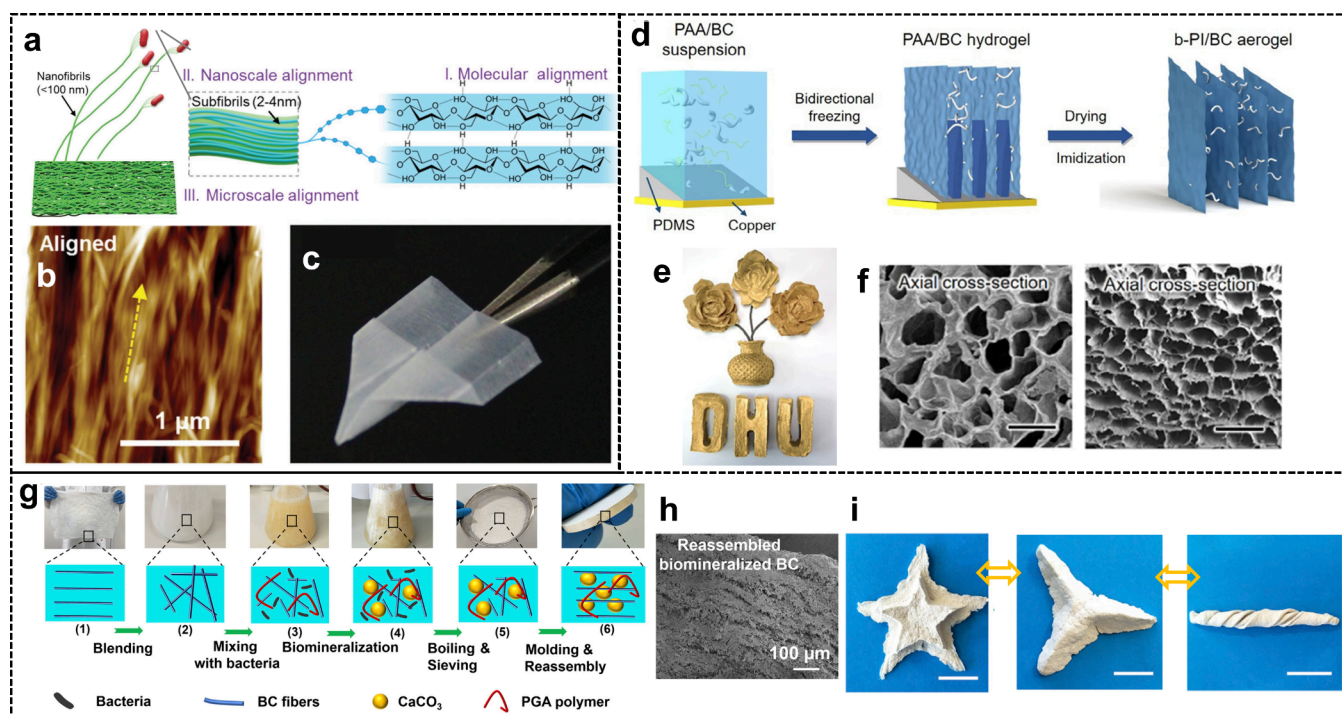 a
Nanofibrils
(<100 nm)
II. Nanoscale alignment
Subfibrils (2-4nm)
I. Molecular alignment
III. Microscale alignment
Aligned
b
1 µm
c
d
PAA/BC
suspension
Bidirectional
freezing
PAA/BC
hydrogel
Drying
Imidization
b-PI/BC
aerogel
PDMS
Copper
e
DHU
f
Axial cross-section
Axial cross-section
g
(1)
(2)
(3)
(4)
(5)
(6)
Blending
Mixing
with bacteria
Biomineralization
Boiling &
Sieving
Molding &
Reassembly
Bacteria
BC fibers
CaCO₃
PGA polymer
h
Reassembled
biomineralized BC
100 µm
i